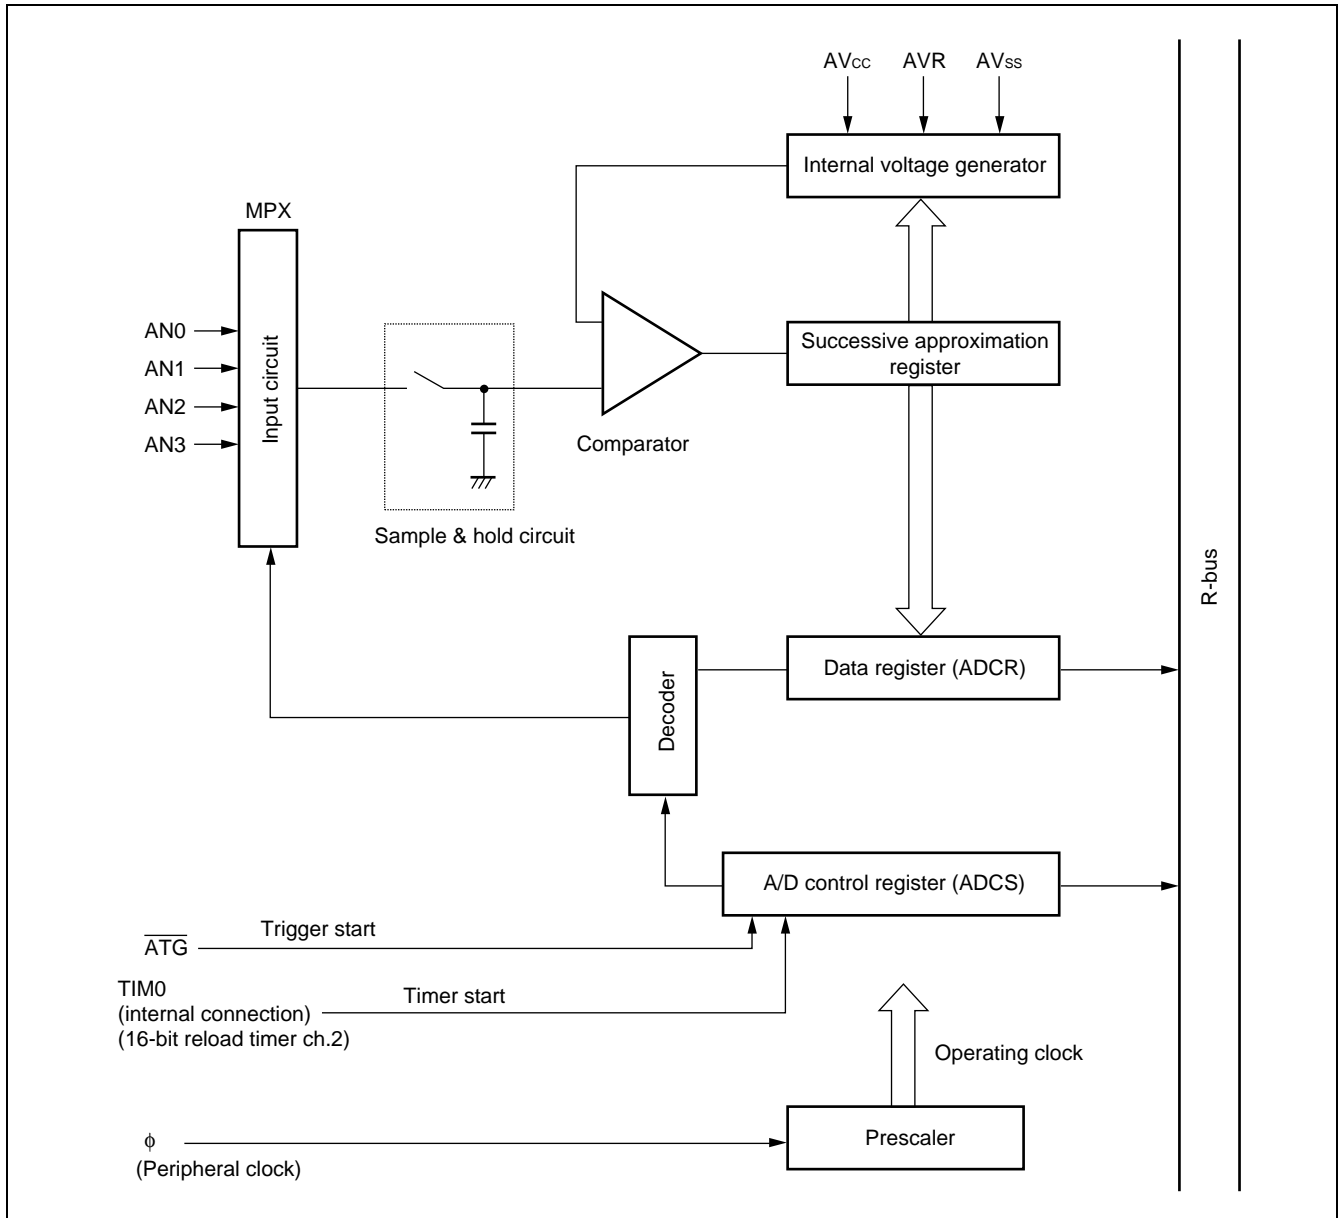 AVCC AVR AVSS
Internal voltage generator
MPX
Input circuit
AN0
AN1
AN2
AN3
Successive approximation
register
Comparator
Sample & hold circuit
R-bus
Decoder
Data register (ADCR)
A/D control register (ADCS)
ATG
Trigger start
TIM0
(internal connection)
(16-bit reload timer ch.2)
Timer start
Operating clock
ϕ
(Peripheral clock)
Prescaler